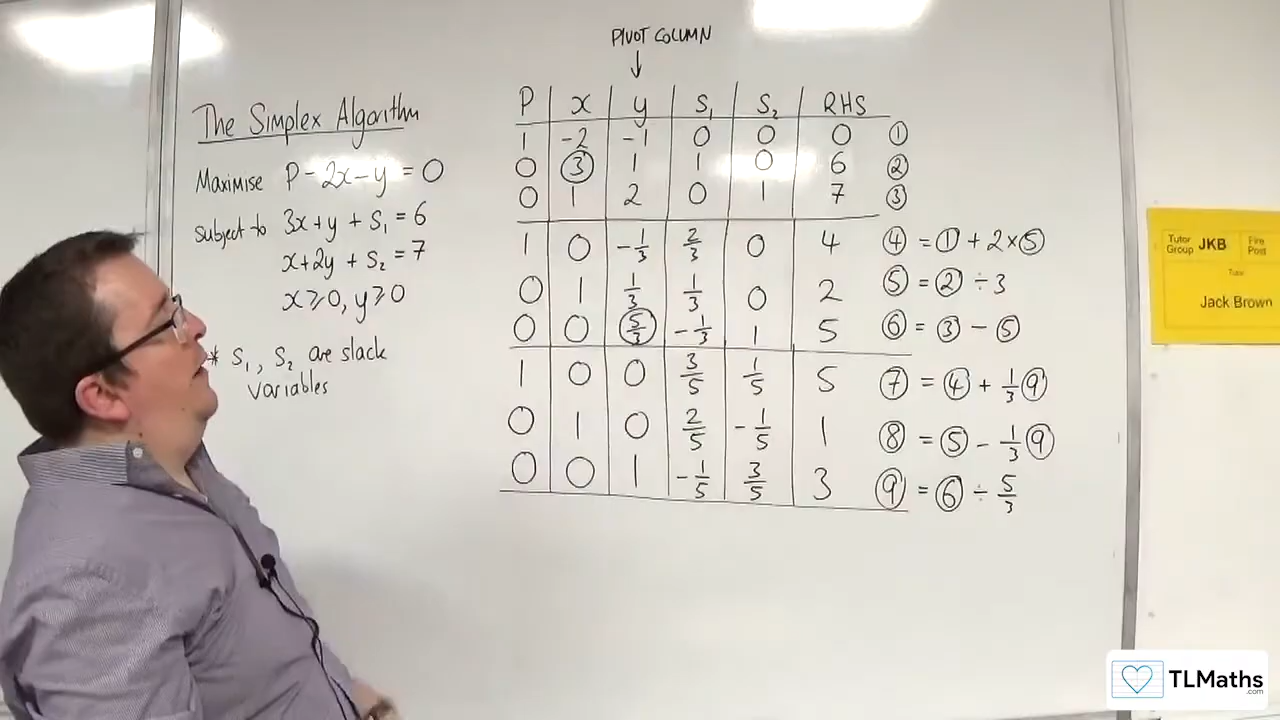 PIVOT COLUMN
↓
The Simplex Algorithm
Maximise P - 2x - y = 0
subject to 3x + y + S₁ = 6
x + 2y + S₂ = 7
x ≥ 0, y ≥ 0
* S₁, S₂ are slack
variables
P x y S₁ S₂ RHS
1 -2 -1 0 0 0 ①
0 ③ 1 1 0 6 ②
0 1 2 0 1 7 ③
1 0 -1/3 2/3 0 4 ④ = ① + 2×⑤
0 1 1/3 1/3 0 2 ⑤ = ② ÷ 3
0 0 5/3 -1/3 1 5 ⑥ = ③ - ⑤
1 0 0 3/5 1/5 5 ⑦ = ④ + 1/3 ⑨
0 1 0 2/5 -1/5 1 ⑧ = ⑤ - 1/3 ⑨
0 0 1 -1/5 3/5 3 ⑨ = ⑥ ÷ 5/3
Tutor Group JKB
Fire Post
Tutor
Jack Brown
TLMaths
.com